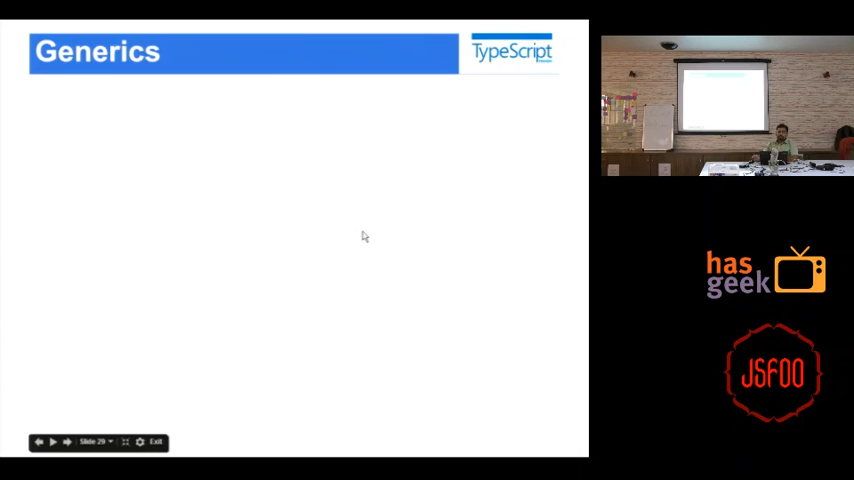 Generics
TypeScript
Slide 29
Exit
has
geek
JSFOO